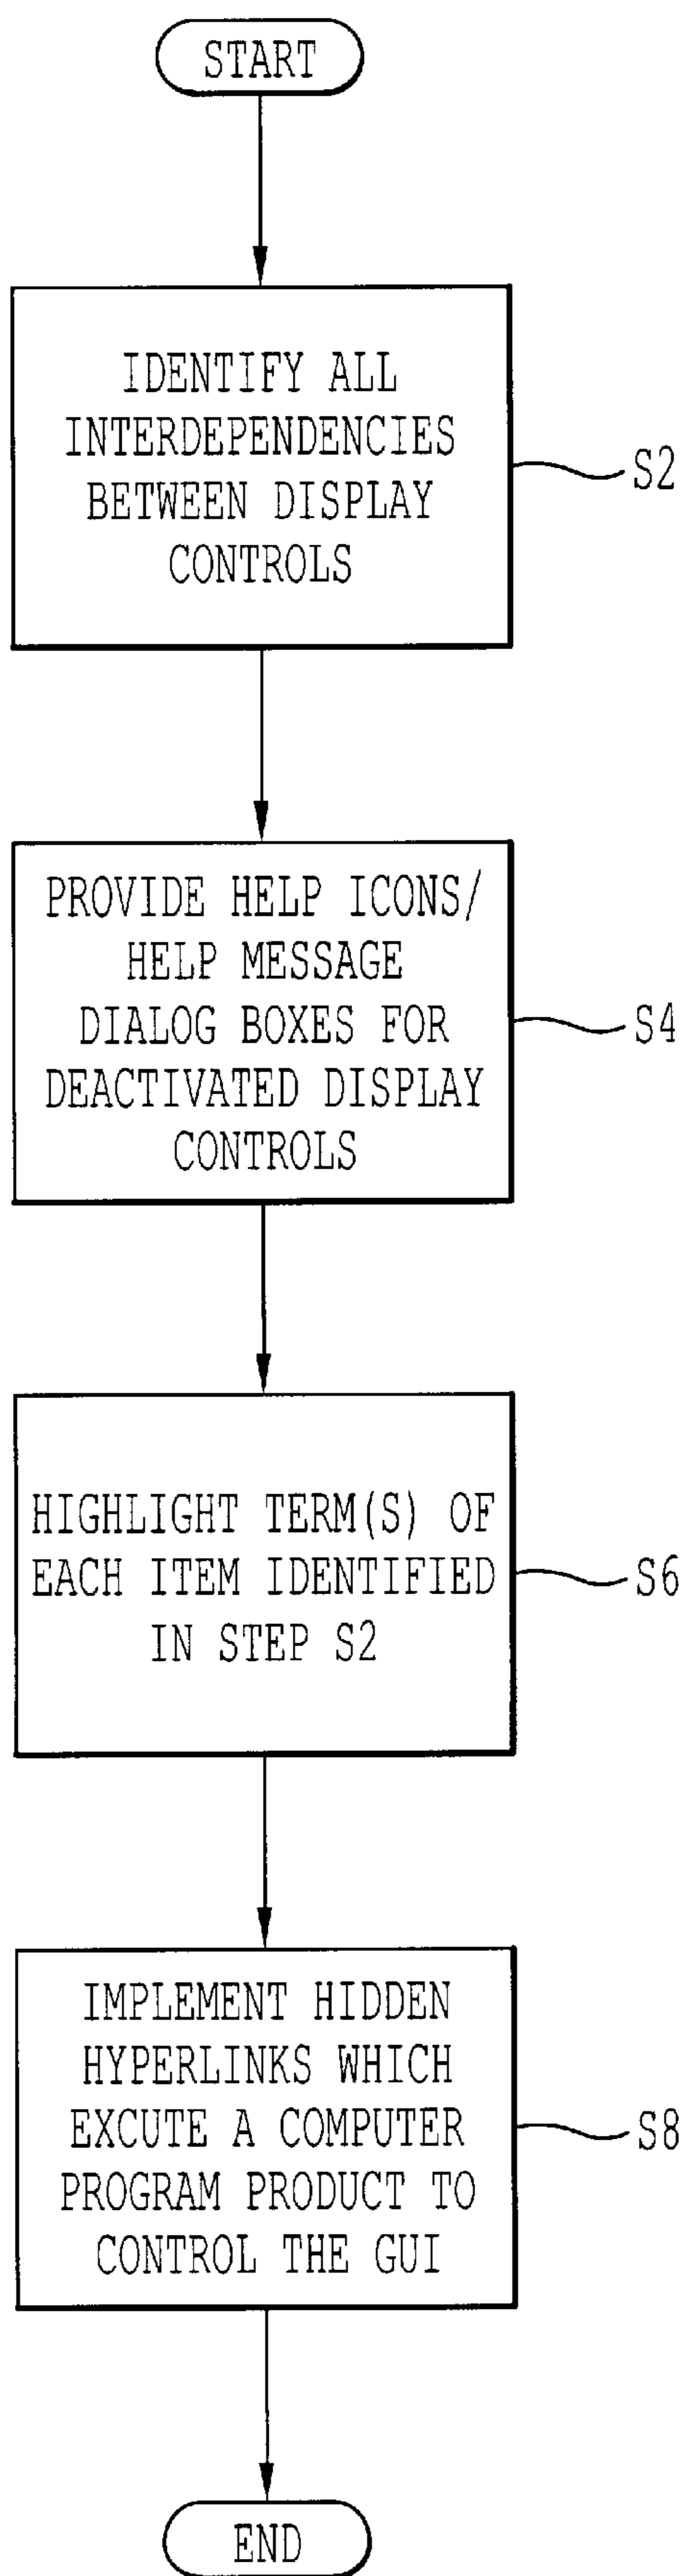 START
IDENTIFY ALL
INTERDEPENDENCIES
BETWEEN DISPLAY
CONTROLS
S2
PROVIDE HELP ICONS/
HELP MESSAGE
DIALOG BOXES FOR
DEACTIVATED DISPLAY
CONTROLS
S4
HIGHLIGHT TERM(S) OF
EACH ITEM IDENTIFIED
IN STEP S2
S6
IMPLEMENT HIDDEN
HYPERLINKS WHICH
EXCUTE A COMPUTER
PROGRAM PRODUCT TO
CONTROL THE GUI
S8
END